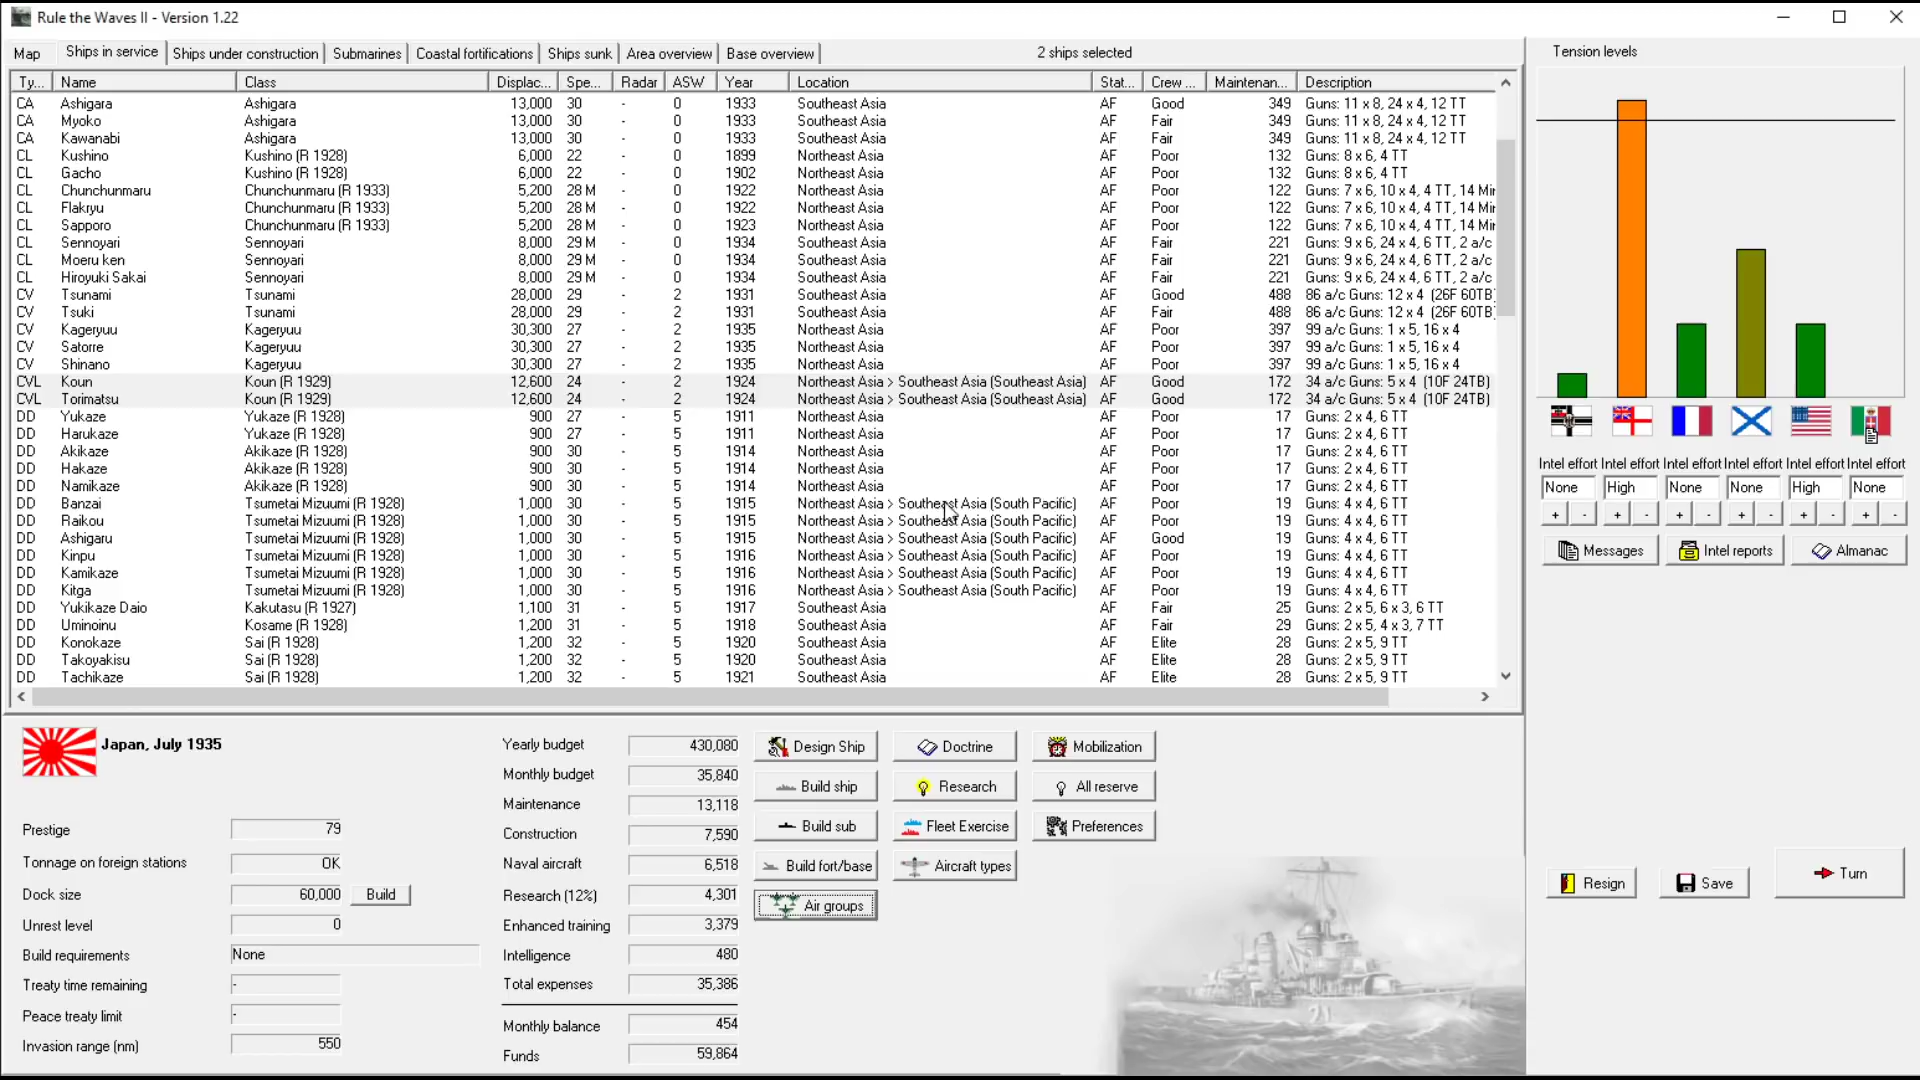 Rule the Waves II - Version 1.22
Map Ships in service Ships under construction Submarines Coastal fortifications Ships sunk Area overview Base overview 2 ships selected Tension levels
Ty... Name Class Displac... Spe... Radar ASW Year Location Stat... Crew ... Maintenan... Description
CA Ashigara Ashigara 13,000 30 - 0 1933 Southeast Asia AF Good 349 Guns: 11 x 8, 24 x 4, 12 TT
CA Myoko Ashigara 13,000 30 - 0 1933 Southeast Asia AF Fair 349 Guns: 11 x 8, 24 x 4, 12 TT
CA Kawanabi Ashigara 13,000 30 - 0 1933 Southeast Asia AF Fair 349 Guns: 11 x 8, 24 x 4, 12 TT
CL Kushino Kushino (R 1928) 6,000 22 - 0 1899 Northeast Asia AF Poor 132 Guns: 8 x 6, 4 TT
CL Gacho Kushino (R 1928) 6,000 22 - 0 1902 Northeast Asia AF Poor 132 Guns: 8 x 6, 4 TT
CL Chunchunmaru Chunchunmaru (R 1933) 5,200 28 M - 0 1922 Northeast Asia AF Poor 122 Guns: 7 x 6, 10 x 4, 4 TT, 14 Mir
CL Flakryu Chunchunmaru (R 1933) 5,200 28 M - 0 1922 Northeast Asia AF Poor 122 Guns: 7 x 6, 10 x 4, 4 TT, 14 Mir
CL Sapporo Chunchunmaru (R 1933) 5,200 28 M - 0 1923 Northeast Asia AF Poor 122 Guns: 7 x 6, 10 x 4, 4 TT, 14 Mir
CL Sennoyari Sennoyari 8,000 29 M - 0 1934 Southeast Asia AF Fair 221 Guns: 9 x 6, 24 x 4, 6 TT, 2 a/c
CL Moeru ken Sennoyari 8,000 29 M - 0 1934 Southeast Asia AF Fair 221 Guns: 9 x 6, 24 x 4, 6 TT, 2 a/c
CL Hiroyuki Sakai Sennoyari 8,000 29 M - 0 1934 Southeast Asia AF Fair 221 Guns: 9 x 6, 24 x 4, 6 TT, 2 a/c
CV Tsunami Tsunami 28,000 29 - 2 1931 Southeast Asia AF Good 488 86 a/c Guns: 12 x 4 (26F 60TB)
CV Tsuki Tsunami 28,000 29 - 2 1931 Southeast Asia AF Fair 488 86 a/c Guns: 12 x 4 (26F 60TB)
CV Kageryuu Kageryuu 30,300 27 - 2 1935 Northeast Asia AF Poor 397 99 a/c Guns: 1 x 5, 16 x 4
CV Satorre Kageryuu 30,300 27 - 2 1935 Northeast Asia AF Poor 397 99 a/c Guns: 1 x 5, 16 x 4
CV Shinano Kageryuu 30,300 27 - 2 1935 Northeast Asia AF Poor 397 99 a/c Guns: 1 x 5, 16 x 4
CVL Koun Koun (R 1929) 12,600 24 - 2 1924 Northeast Asia > Southeast Asia (Southeast Asia) AF Good 172 34 a/c Guns: 5 x 4 (10F 24TB)
CVL Torimatsu Koun (R 1929) 12,600 24 - 2 1924 Northeast Asia > Southeast Asia (Southeast Asia) AF Good 172 34 a/c Guns: 5 x 4 (10F 24TB)
DD Yukaze Yukaze (R 1928) 900 27 - 5 1911 Northeast Asia AF Poor 17 Guns: 2 x 4, 6 TT
DD Harukaze Yukaze (R 1928) 900 27 - 5 1911 Northeast Asia AF Poor 17 Guns: 2 x 4, 6 TT
DD Akikaze Akikaze (R 1928) 900 30 - 5 1914 Northeast Asia AF Poor 17 Guns: 2 x 4, 6 TT
DD Hakaze Akikaze (R 1928) 900 30 - 5 1914 Northeast Asia AF Poor 17 Guns: 2 x 4, 6 TT
DD Namikaze Akikaze (R 1928) 900 30 - 5 1914 Northeast Asia AF Poor 17 Guns: 2 x 4, 6 TT
DD Banzai Tsumetai Mizuumi (R 1928) 1,000 30 - 5 1915 Northeast Asia > Southeast Asia (South Pacific) AF Poor 19 Guns: 4 x 4, 6 TT
DD Raikou Tsumetai Mizuumi (R 1928) 1,000 30 - 5 1915 Northeast Asia > Southeast Asia (South Pacific) AF Poor 19 Guns: 4 x 4, 6 TT
DD Ashigaru Tsumetai Mizuumi (R 1928) 1,000 30 - 5 1915 Northeast Asia > Southeast Asia (South Pacific) AF Good 19 Guns: 4 x 4, 6 TT
DD Kinpu Tsumetai Mizuumi (R 1928) 1,000 30 - 5 1916 Northeast Asia > Southeast Asia (South Pacific) AF Poor 19 Guns: 4 x 4, 6 TT
DD Kamikaze Tsumetai Mizuumi (R 1928) 1,000 30 - 5 1916 Northeast Asia > Southeast Asia (South Pacific) AF Poor 19 Guns: 4 x 4, 6 TT
DD Kitga Tsumetai Mizuumi (R 1928) 1,000 30 - 5 1916 Northeast Asia > Southeast Asia (South Pacific) AF Poor 19 Guns: 4 x 4, 6 TT
DD Yukikaze Daio Kakutasu (R 1927) 1,100 31 - 5 1917 Southeast Asia AF Fair 25 Guns: 2 x 5, 6 x 3, 6 TT
DD Uminoinu Kosame (R 1928) 1,200 31 - 5 1918 Southeast Asia AF Fair 29 Guns: 2 x 5, 4 x 3, 7 TT
DD Konokaze Sai (R 1928) 1,200 32 - 5 1920 Southeast Asia AF Elite 28 Guns: 2 x 5, 9 TT
DD Takoyakisu Sai (R 1928) 1,200 32 - 5 1920 Southeast Asia AF Elite 28 Guns: 2 x 5, 9 TT
DD Tachikaze Sai (R 1928) 1,200 32 - 5 1921 Southeast Asia AF Elite 28 Guns: 2 x 5, 9 TT
Intel effort Intel effort Intel effort Intel effort Intel effort Intel effort
None High None None High None
+ - + - + - + - + - + -
Messages Intel reports Almanac
Japan, July 1935
Prestige 79
Tonnage on foreign stations OK
Dock size 60,000 Build
Unrest level 0
Build requirements None
Treaty time remaining -
Peace treaty limit -
Invasion range (nm) 550
Yearly budget 430,080
Monthly budget 35,840
Maintenance 13,118
Construction 7,590
Naval aircraft 6,518
Research (12%) 4,301
Enhanced training 3,379
Intelligence 480
Total expenses 35,386
Monthly balance 454
Funds 59,864
Design Ship Doctrine Mobilization
Build ship Research All reserve
Build sub Fleet Exercise Preferences
Build fort/base Aircraft types
Air groups
Resign Save Turn